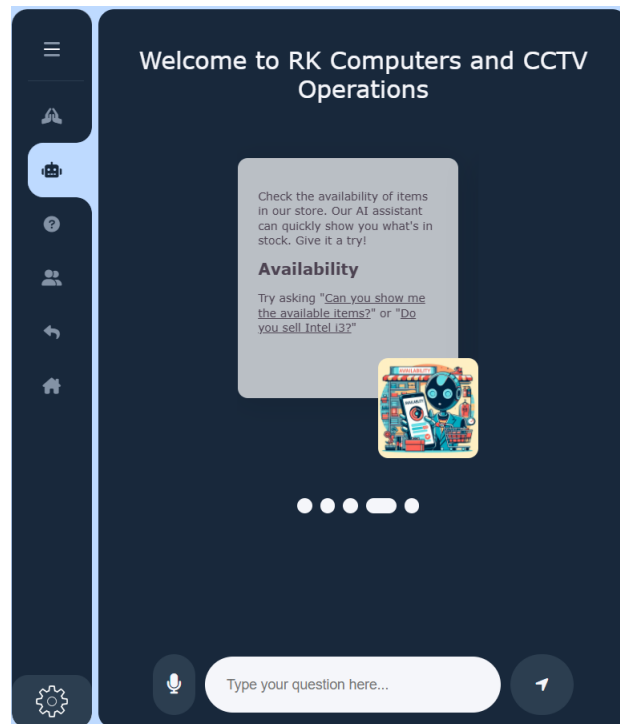 Welcome to RK Computers and CCTV
Operations
Check the availability of items
in our store. Our AI assistant
can quickly show you what's in
stock. Give it a try!
Availability
Try asking "Can you show me
the available items?" or "Do
you sell Intel i3?"
AVAILABILITY
AVAILABILITY
Type your question here...